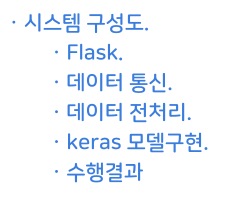 · 시스템 구성도.
· Flask.
· 데이터 통신.
· 데이터 전처리.
· keras 모델구현.
· 수행결과